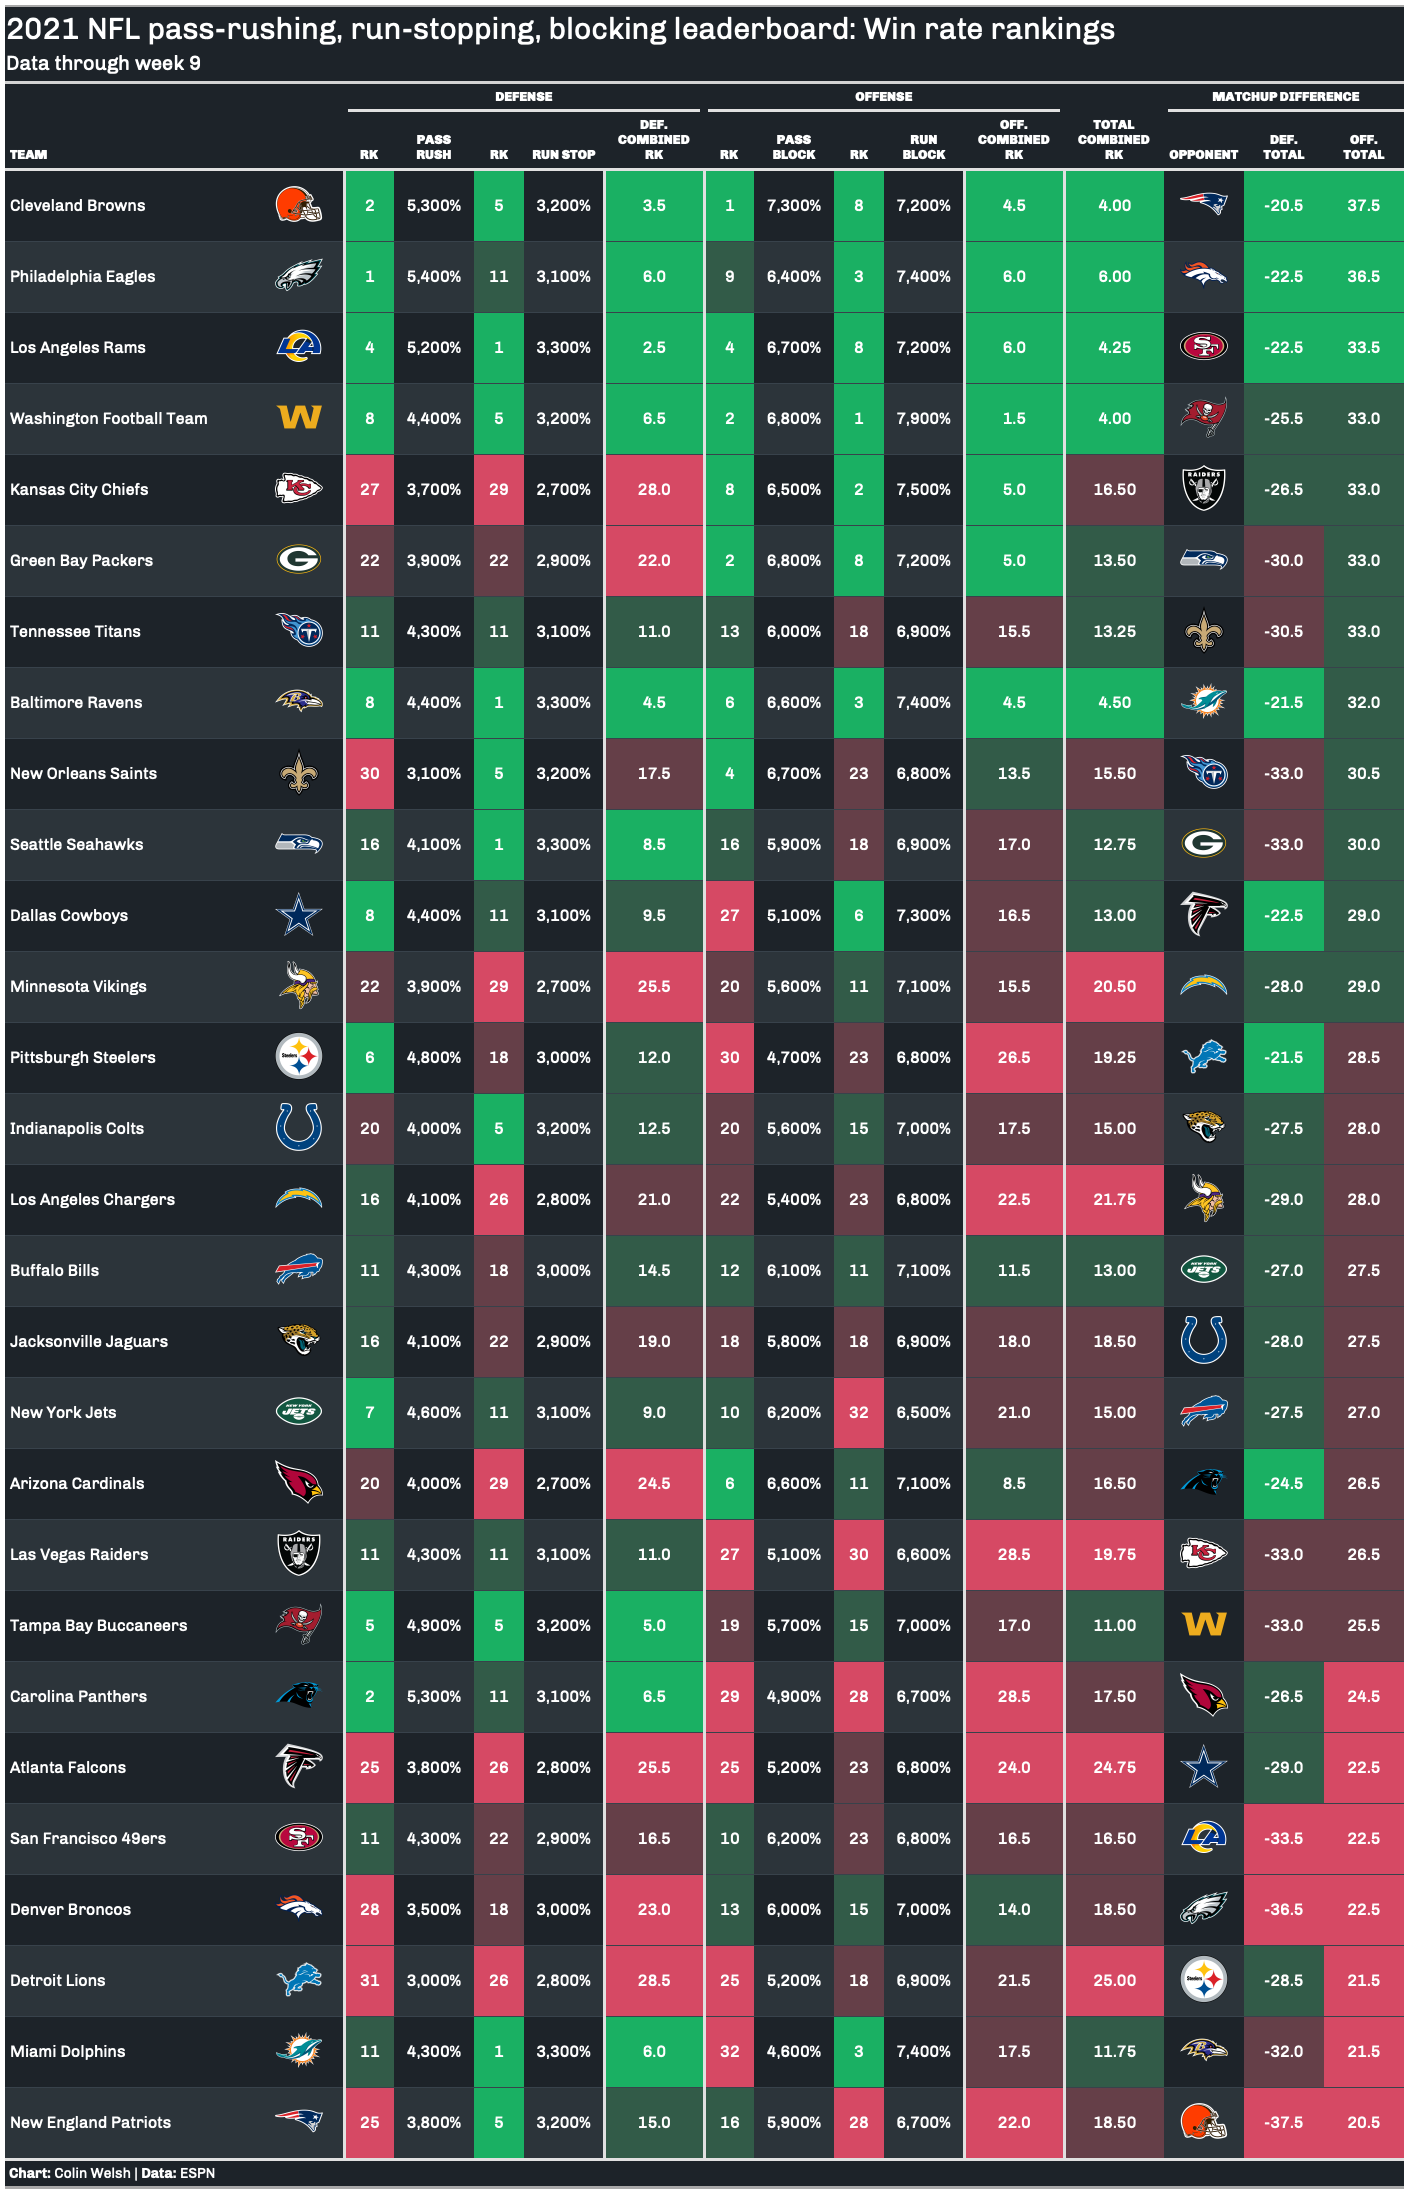 2021 NFL pass-rushing, run-stopping, blocking leaderboard: Win rate rankings
Data through week 9
DEFENSE OFFENSE MATCHUP DIFFERENCE
TEAM RK PASS RUSH RK RUN STOP DEF. COMBINED RK RK PASS BLOCK RK RUN BLOCK OFF. COMBINED RK TOTAL COMBINED RK OPPONENT DEF. TOTAL OFF. TOTAL
Cleveland Browns 2 5,300% 5 3,200% 3.5 1 7,300% 8 7,200% 4.5 4.00 -20.5 37.5
Philadelphia Eagles 1 5,400% 11 3,100% 6.0 9 6,400% 3 7,400% 6.0 6.00 -22.5 36.5
Los Angeles Rams LA 4 5,200% 1 3,300% 2.5 4 6,700% 8 7,200% 6.0 4.25 SF -22.5 33.5
Washington Football Team W 8 4,400% 5 3,200% 6.5 2 6,800% 1 7,900% 1.5 4.00 -25.5 33.0
Kansas City Chiefs KC 27 3,700% 29 2,700% 28.0 8 6,500% 2 7,500% 5.0 16.50 RAIDERS -26.5 33.0
Green Bay Packers G 22 3,900% 22 2,900% 22.0 2 6,800% 8 7,200% 5.0 13.50 -30.0 33.0
Tennessee Titans T 11 4,300% 11 3,100% 11.0 13 6,000% 18 6,900% 15.5 13.25 -30.5 33.0
Baltimore Ravens 8 4,400% 1 3,300% 4.5 6 6,600% 3 7,400% 4.5 4.50 -21.5 32.0
New Orleans Saints 30 3,100% 5 3,200% 17.5 4 6,700% 23 6,800% 13.5 15.50 T -33.0 30.5
Seattle Seahawks 16 4,100% 1 3,300% 8.5 16 5,900% 18 6,900% 17.0 12.75 G -33.0 30.0
Dallas Cowboys 8 4,400% 11 3,100% 9.5 27 5,100% 6 7,300% 16.5 13.00 -22.5 29.0
Minnesota Vikings 22 3,900% 29 2,700% 25.5 20 5,600% 11 7,100% 15.5 20.50 -28.0 29.0
Pittsburgh Steelers Steelers 6 4,800% 18 3,000% 12.0 30 4,700% 23 6,800% 26.5 19.25 -21.5 28.5
Indianapolis Colts 20 4,000% 5 3,200% 12.5 20 5,600% 15 7,000% 17.5 15.00 -27.5 28.0
Los Angeles Chargers 16 4,100% 26 2,800% 21.0 22 5,400% 23 6,800% 22.5 21.75 -29.0 28.0
Buffalo Bills 11 4,300% 18 3,000% 14.5 12 6,100% 11 7,100% 11.5 13.00 NEW YORK JETS -27.0 27.5
Jacksonville Jaguars 16 4,100% 22 2,900% 19.0 18 5,800% 18 6,900% 18.0 18.50 -28.0 27.5
New York Jets NEW YORK JETS 7 4,600% 11 3,100% 9.0 10 6,200% 32 6,500% 21.0 15.00 -27.5 27.0
Arizona Cardinals 20 4,000% 29 2,700% 24.5 6 6,600% 11 7,100% 8.5 16.50 -24.5 26.5
Las Vegas Raiders RAIDERS 11 4,300% 11 3,100% 11.0 27 5,100% 30 6,600% 28.5 19.75 KC -33.0 26.5
Tampa Bay Buccaneers 5 4,900% 5 3,200% 5.0 19 5,700% 15 7,000% 17.0 11.00 W -33.0 25.5
Carolina Panthers 2 5,300% 11 3,100% 6.5 29 4,900% 28 6,700% 28.5 17.50 -26.5 24.5
Atlanta Falcons 25 3,800% 26 2,800% 25.5 25 5,200% 23 6,800% 24.0 24.75 -29.0 22.5
San Francisco 49ers SF 11 4,300% 22 2,900% 16.5 10 6,200% 23 6,800% 16.5 16.50 LA -33.5 22.5
Denver Broncos 28 3,500% 18 3,000% 23.0 13 6,000% 15 7,000% 14.0 18.50 -36.5 22.5
Detroit Lions 31 3,000% 26 2,800% 28.5 25 5,200% 18 6,900% 21.5 25.00 Steelers -28.5 21.5
Miami Dolphins 11 4,300% 1 3,300% 6.0 32 4,600% 3 7,400% 17.5 11.75 -32.0 21.5
New England Patriots 25 3,800% 5 3,200% 15.0 16 5,900% 28 6,700% 22.0 18.50 -37.5 20.5
Chart: Colin Welsh | Data: ESPN